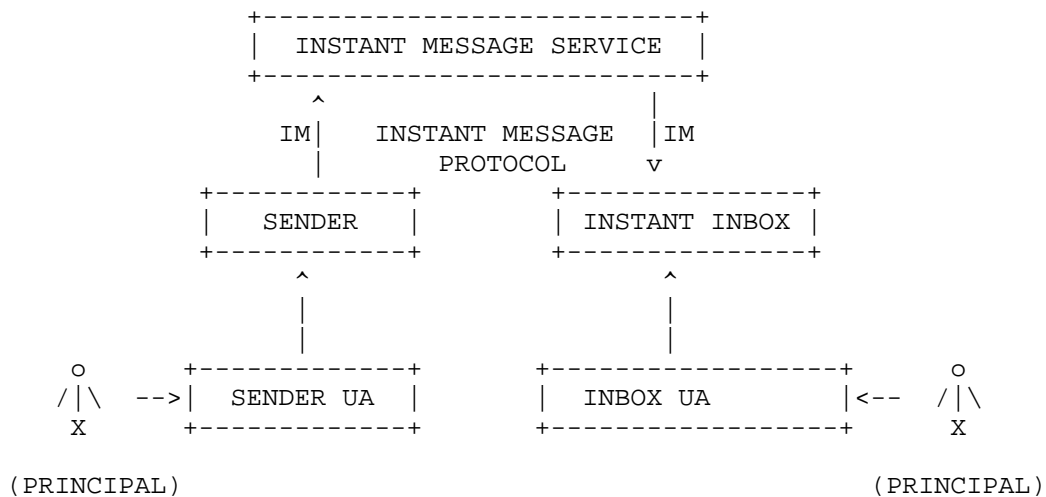 INSTANT MESSAGE SERVICE
IM INSTANT MESSAGE IM
PROTOCOL
SENDER INSTANT INBOX
SENDER UA INBOX UA
(PRINCIPAL) (PRINCIPAL)